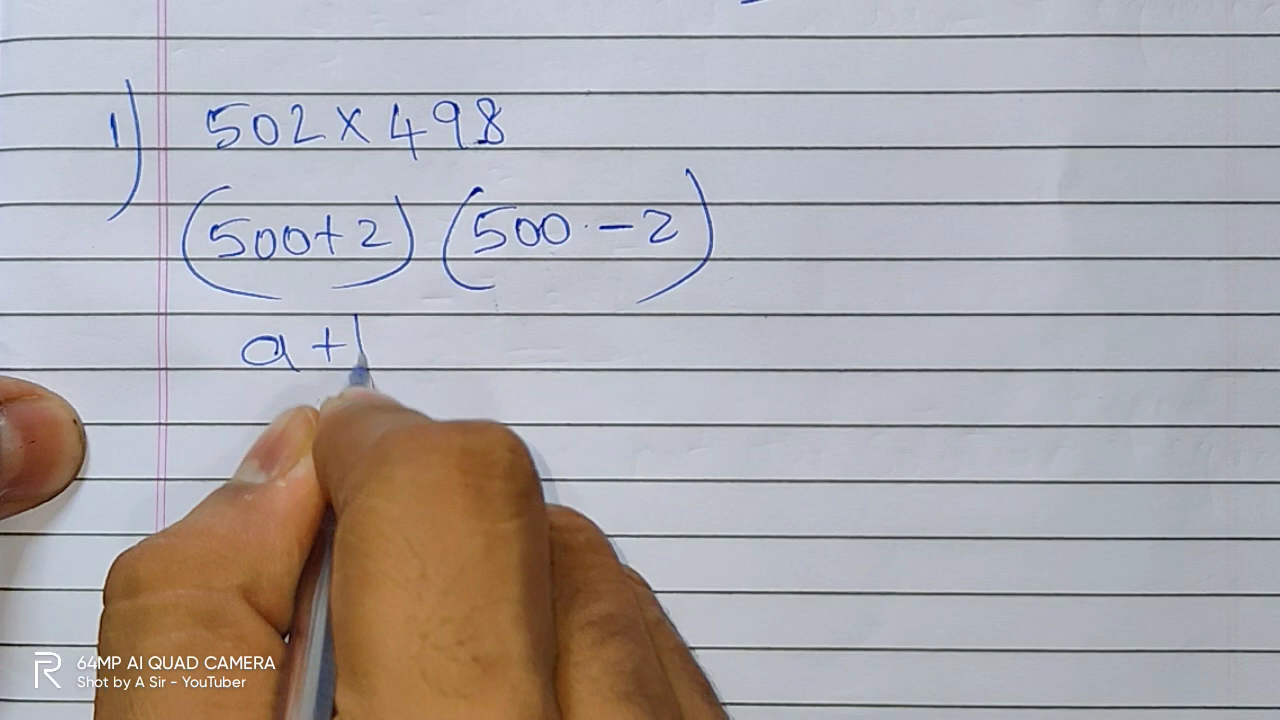 1) 502 × 498
(500+2) (500 - 2)
a +
64MP AI QUAD CAMERA
Shot by A Sir - YouTuber